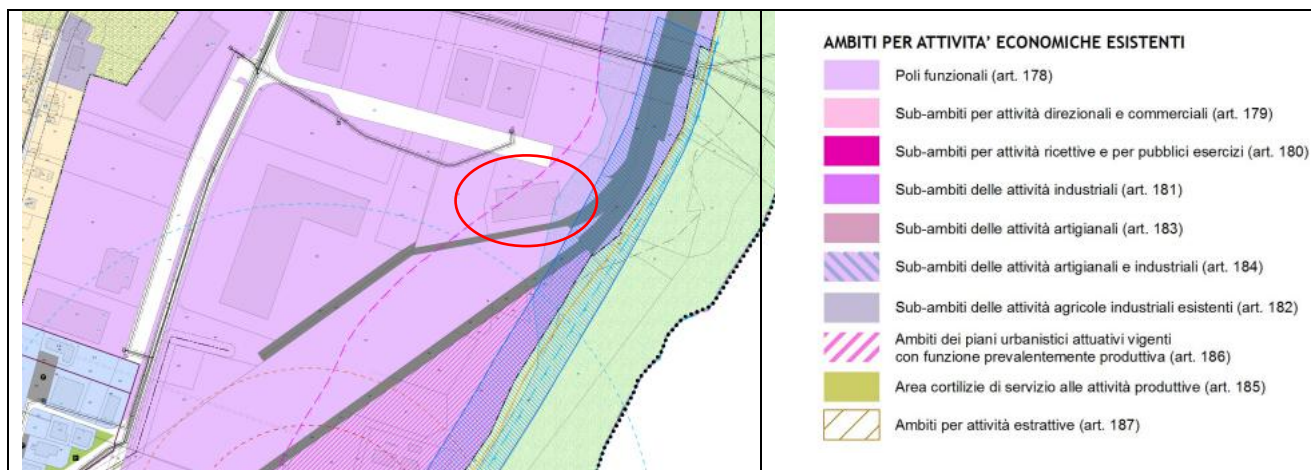 AMBITI PER ATTIVITA' ECONOMICHE ESISTENTI
Poli funzionali (art. 178)
Sub-ambiti per attività direzionali e commerciali (art. 179)
Sub-ambiti per attività ricettive e per pubblici esercizi (art. 180)
Sub-ambiti delle attività industriali (art. 181)
Sub-ambiti delle attività artigianali (art. 183)
Sub-ambiti delle attività artigianali e industriali (art. 184)
Sub-ambiti delle attività agricole industriali esistenti (art. 182)
Ambiti dei piani urbanistici attuativi vigenti
con funzione prevalentemente produttiva (art. 186)
Area cortilizie di servizio alle attività produttive (art. 185)
Ambiti per attività estrattive (art. 187)